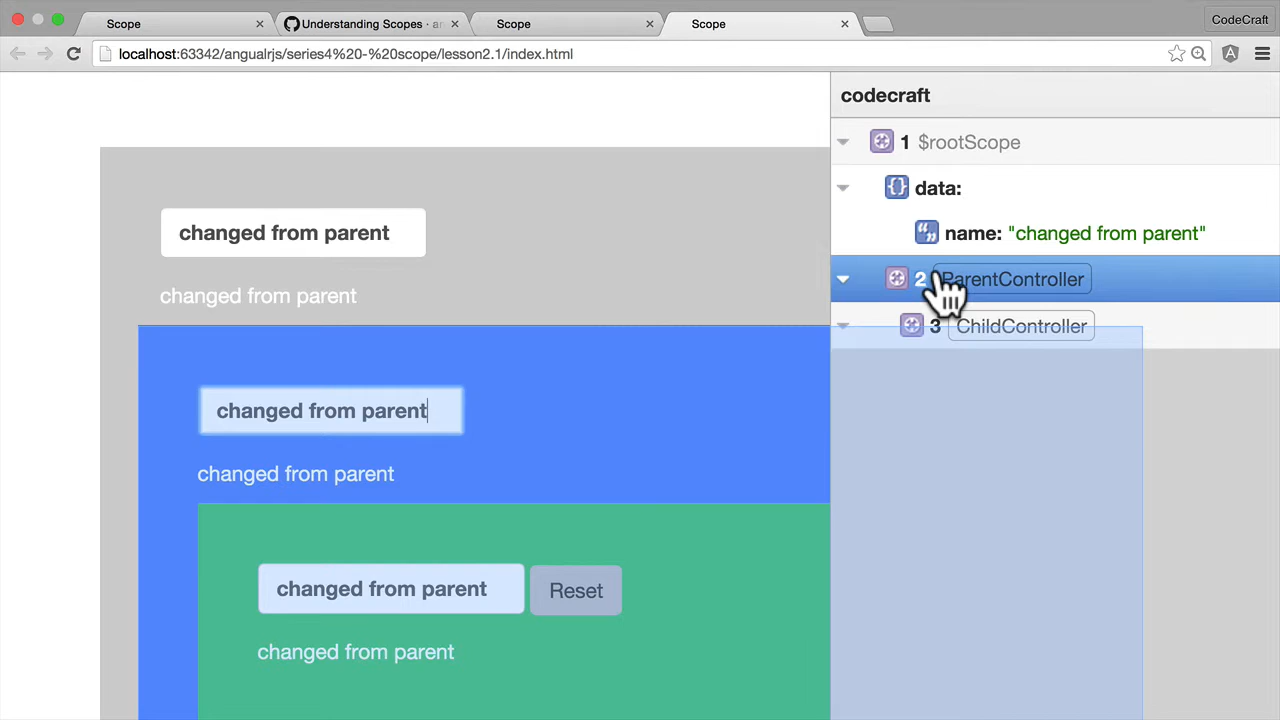 Scope
Understanding Scopes · a
Scope
Scope
CodeCraft
localhost:63342/angualrjs/series4%20-%20scope/lesson2.1/index.html
codecraft
1 $rootScope
data:
name: "changed from parent"
2 ParentController
3 ChildController
changed from parent
changed from parent
changed from parent
changed from parent
changed from parent
Reset
changed from parent